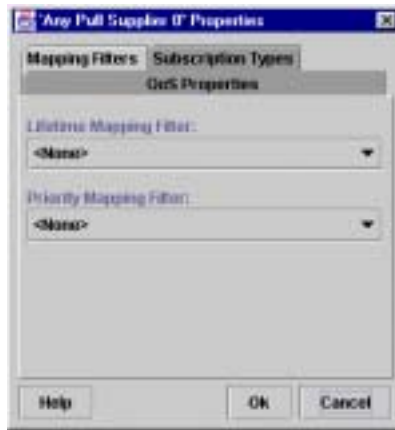 'Any Pull Supplier 0' Properties
Mapping Filters Subscription Types
QoS Properties
Lifetime Mapping Filter:
<None>
Priority Mapping Filter:
<None>
Help Ok Cancel